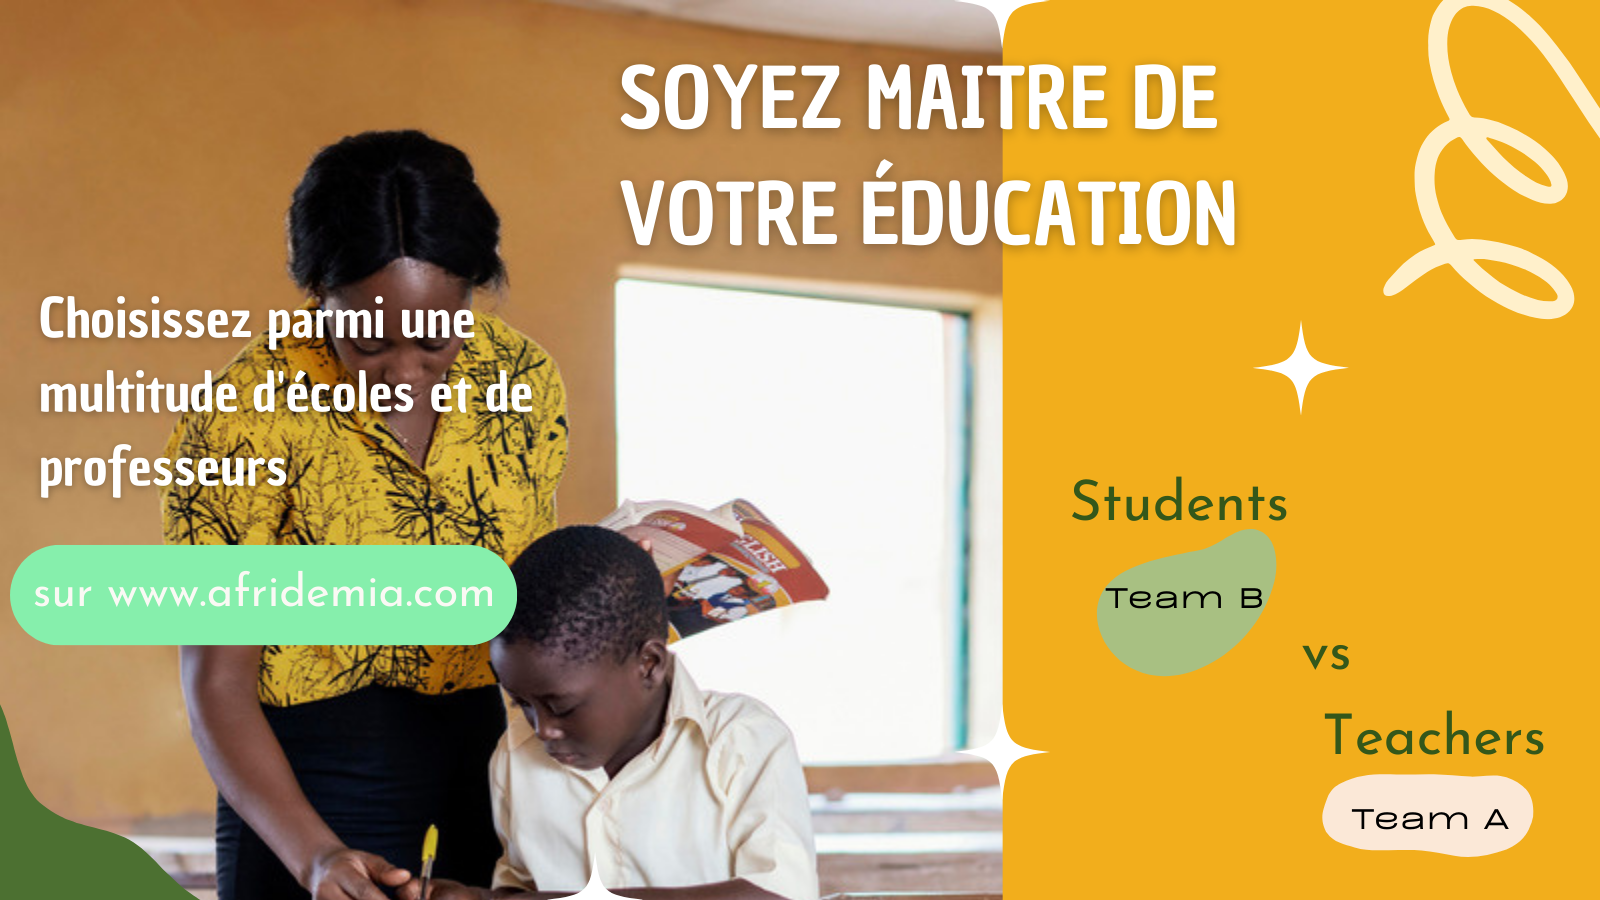 SOYEZ MAITRE DE
VOTRE ÉDUCATION
Choisissez parmi une
multitude d'écoles et de
professeurs
sur www.afridemia.com
GLISH
Students
Team B
vs
Teachers
Team A